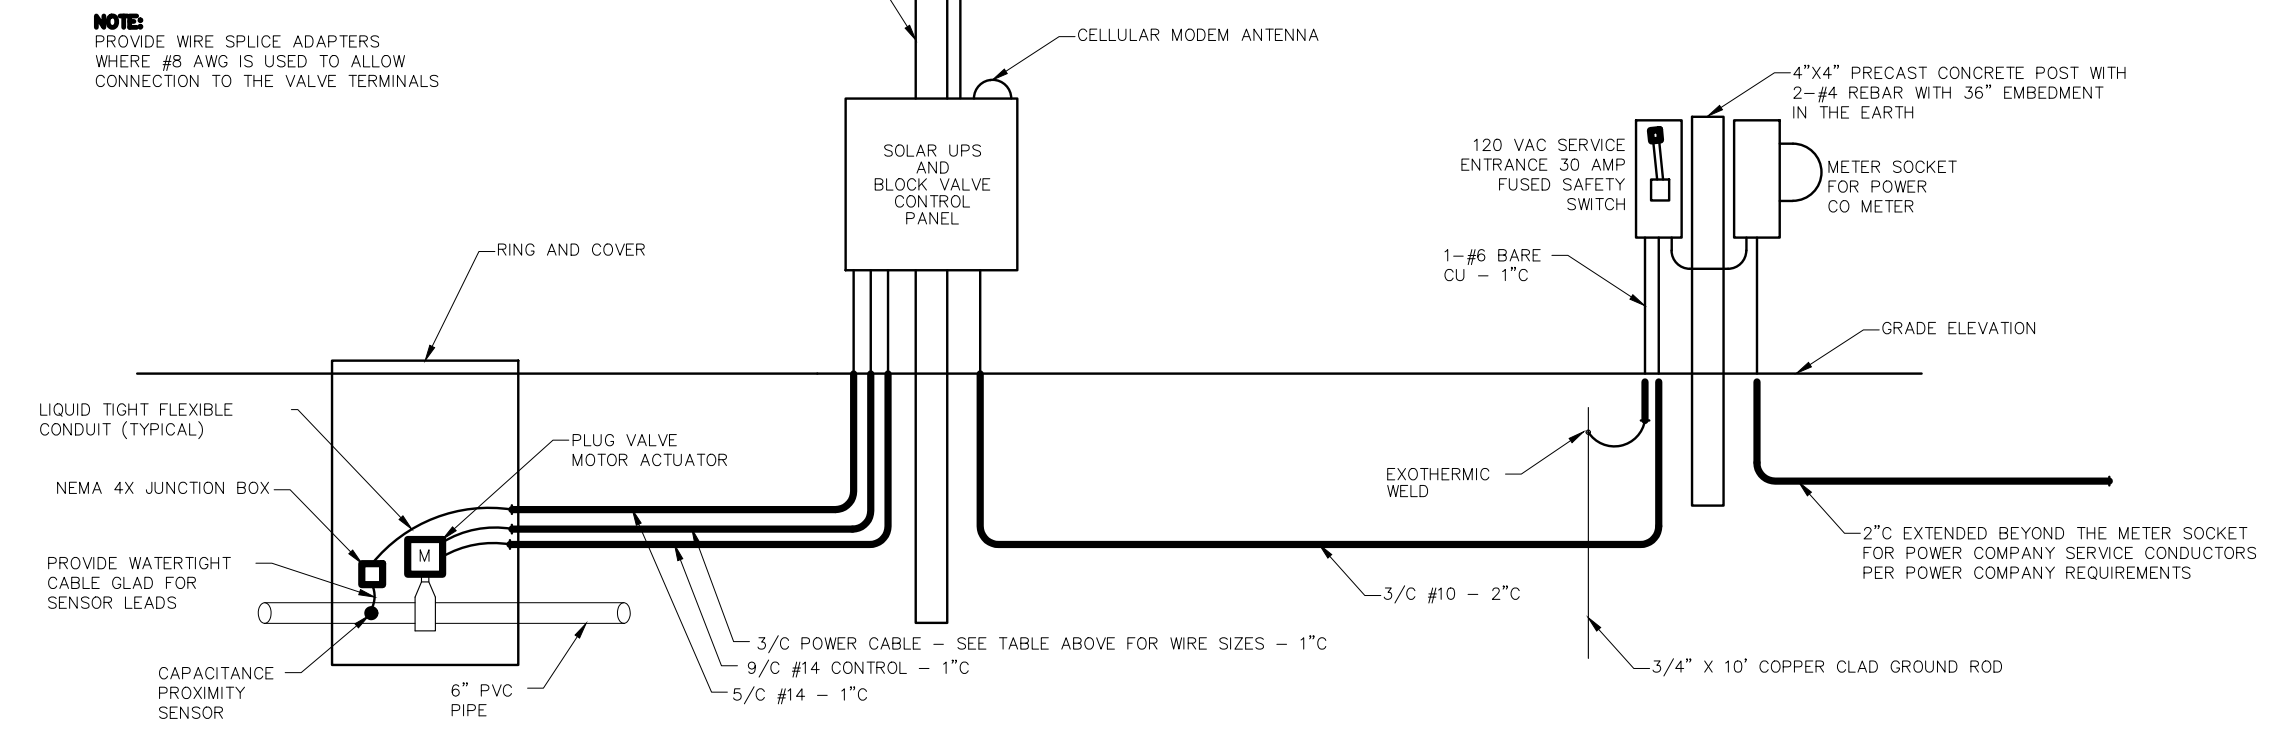 NOTE:
PROVIDE WIRE SPLICE ADAPTERS
WHERE #8 AWG IS USED TO ALLOW
CONNECTION TO THE VALVE TERMINALS
CELLULAR MODEM ANTENNA
4"X4" PRECAST CONCRETE POST WITH
2-#4 REBAR WITH 36" EMBEDMENT
IN THE EARTH
SOLAR UPS
AND
BLOCK VALVE
CONTROL
PANEL
120 VAC SERVICE
ENTRANCE 30 AMP
FUSED SAFETY
SWITCH
METER SOCKET
FOR POWER
CO METER
RING AND COVER
1-#6 BARE
CU - 1"C
GRADE ELEVATION
LIQUID TIGHT FLEXIBLE
CONDUIT (TYPICAL)
PLUG VALVE
MOTOR ACTUATOR
NEMA 4X JUNCTION BOX
EXOTHERMIC
WELD
M
PROVIDE WATERTIGHT
CABLE GLAD FOR
SENSOR LEADS
2"C EXTENDED BEYOND THE METER SOCKET
FOR POWER COMPANY SERVICE CONDUCTORS
PER POWER COMPANY REQUIREMENTS
3/C #10 - 2"C
3/C POWER CABLE - SEE TABLE ABOVE FOR WIRE SIZES - 1"C
9/C #14 CONTROL - 1"C
5/C #14 - 1"C
3/4" X 10' COPPER CLAD GROUND ROD
CAPACITANCE
PROXIMITY
SENSOR
6" PVC
PIPE